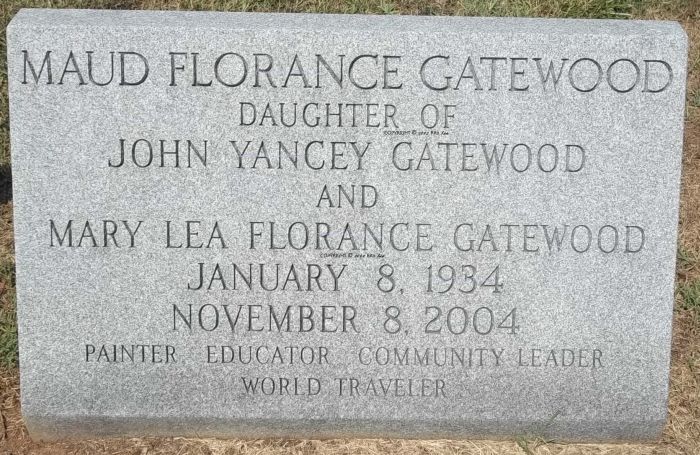 MAUD FLORANCE GATEWOOD
DAUGHTER OF
JOHN YANCEY GATEWOOD
AND
MARY LEA FLORANCE GATEWOOD
JANUARY 8, 1934
NOVEMBER 8, 2004
PAINTER EDUCATOR COMMUNITY LEADER
WORLD TRAVELER